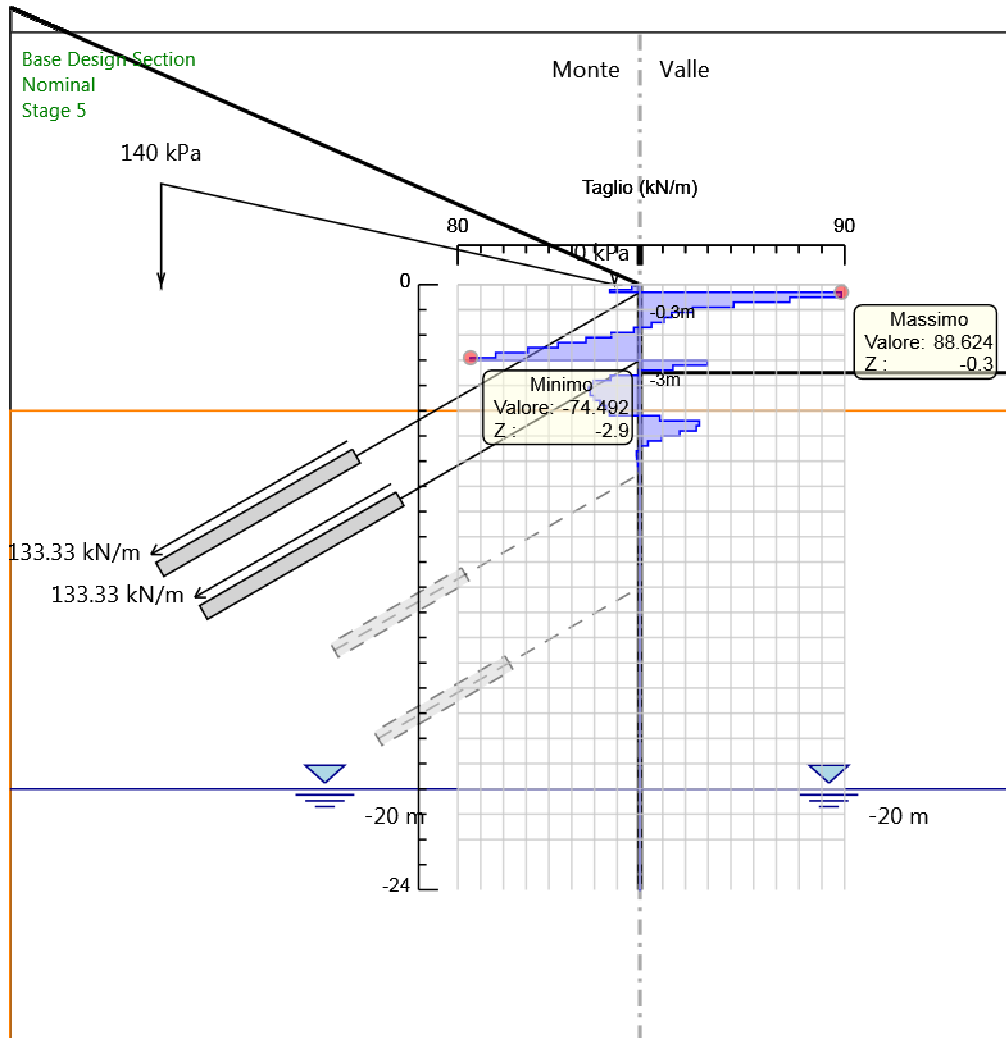 Base Design Section
Nominal
Stage 5
Monte
Valle
140 kPa
Taglio (kN/m)
80
90
0 kPa
0
-0.3m
Massimo
Valore: 88.624
Z : -0.3
-3m
Minimo
Valore: -74.492
Z : -2.9
133.33 kN/m
133.33 kN/m
-20 m
-20 m
-24